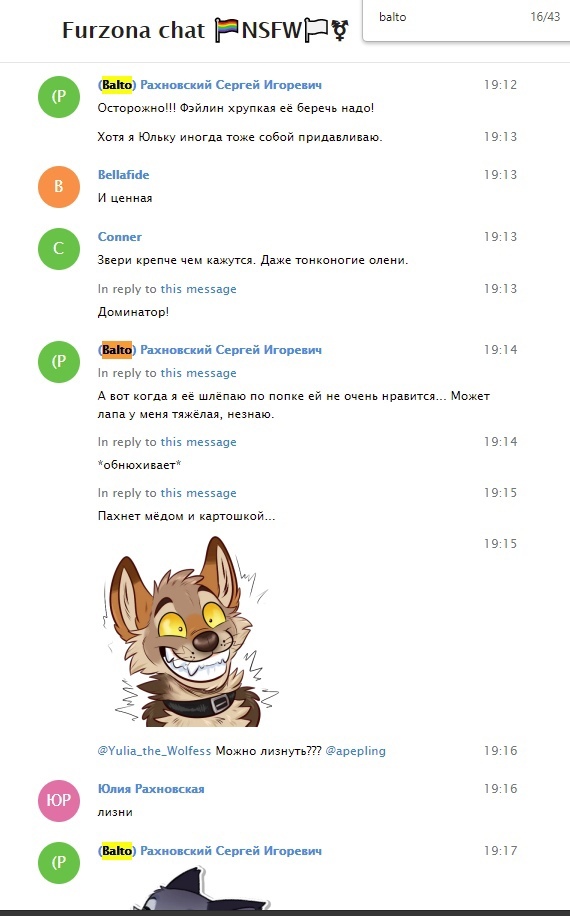 Furzona chat 🏳️‍🌈NSFW🏳⚧
balto 16/43
(P
(Balto) Рахновский Сергей Игоревич 19:12
Осторожно!!! Фэйлин хрупкая её беречь надо!
Хотя я Юльку иногда тоже собой придавливаю. 19:13
B
Bellafide 19:13
И ценная
C
Conner 19:13
Звери крепче чем кажутся. Даже тонконогие олени.
In reply to this message 19:13
Доминатор!
(P
(Balto) Рахновский Сергей Игоревич 19:14
In reply to this message
А вот когда я её шлёпаю по попке ей не очень нравится... Может
лапа у меня тяжёлая, незнаю.
In reply to this message 19:14
*обнюхивает*
In reply to this message 19:15
Пахнет мёдом и картошкой...
19:15
@Yulia_the_Wolfess Можно лизнуть??? @apepling 19:16
ЮР
Юлия Рахновская 19:16
лизни
(P
(Balto) Рахновский Сергей Игоревич 19:17